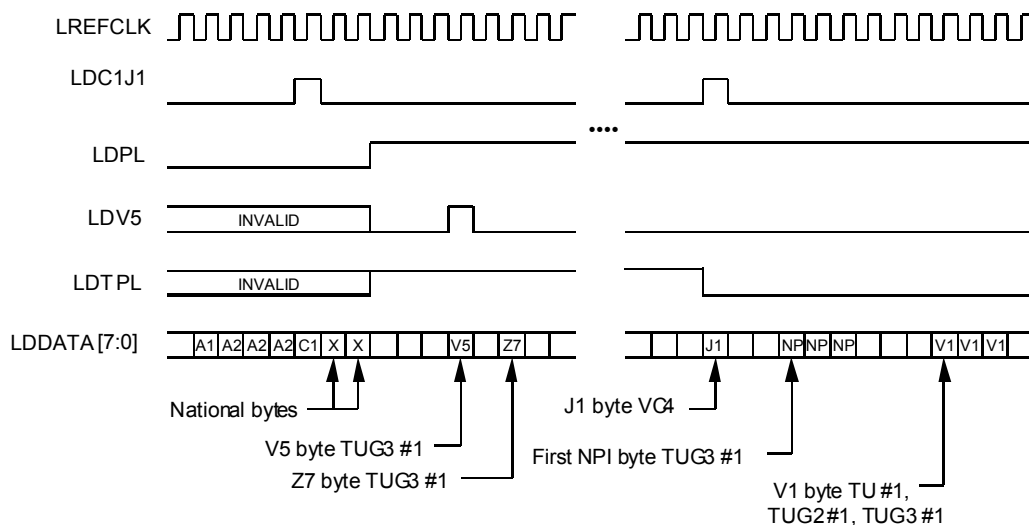 LREFCLK
LDC1J1
....
LDPL
LDV5 INVALID
LDTPL INVALID
LDDATA[7:0] A1 A2 A2 A2 C1 X X V5 Z7 J1 NP NP NP V1 V1 V1
National bytes
J1 byte VC4
V5 byte TUG3 #1
First NPI byte TUG3 #1
Z7 byte TUG3 #1
V1 byte TU #1,
TUG2 #1, TUG3 #1